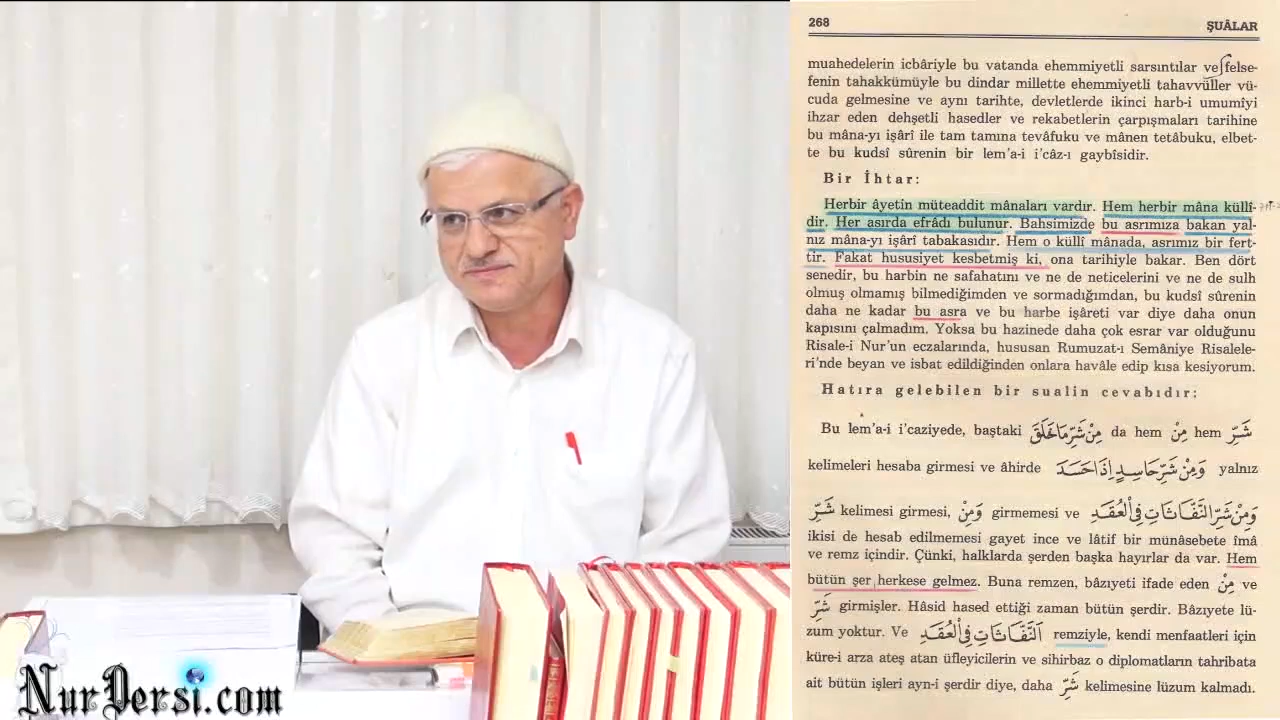 268
ŞUÂLAR
muahedelerin icbâriyle bu vatanda ehemmiyetli sarsıntılar ve felse-
fenin tahakkümüyle bu dindar millette ehemmiyetli tahavvüller vü-
cuda gelmesine ve aynı tarihte, devletlerde ikinci harb-i umumîyi
ihzar eden dehşetli hasedler ve rekabetlerin çarpışmaları tarihine
bu mâna-yı işârî ile tam tamına tevâfuku ve mânen tetâbuku, elbet-
te bu kudsî sûrenin bir lem'a-i i'câz-ı gaybîsidir.
Bir İhtar:
Herbir âyetin müteaddit mânaları vardır. Hem herbir mâna küllî-
dir. Her asırda efrâdı bulunur. Bahsimizde bu asrımıza bakan yal-
nız mâna-yı işârî tabakasıdır. Hem o küllî mânada, asrımız bir fert-
tir. Fakat hususiyet kesbetmiş ki, ona tarihiyle bakar. Ben dört
senedir, bu harbin ne safahatını ve ne de neticelerini ve ne de sulh
olmuş olmamış bilmediğimden ve sormadığımdan, bu kudsî sûrenin
daha ne kadar bu asra ve bu harbe işâreti var diye daha onun
kapısını çalmadım. Yoksa bu hazinede daha çok esrar var olduğunu
Risale-i Nur'un eczalarında, hususan Rumuzat-ı Semâniye Risalele-
ri'nde beyan ve isbat edildiğinden onlara havâle edip kısa kesiyorum.
Hatıra gelebilen bir sualin cevabıdır:
Bu lem'a-i i'caziyede, baştaki مِنْ شَرِّ مَا خَلَقَ da hem مِنْ hem شَرِّ
kelimeleri hesaba girmesi ve âhirde وَمِنْ شَرِّ حَاسِدٍ اِذَا حَسَدَ yalnız
شَرِّ kelimesi girmesi, وَمِنْ girmemesi ve وَمِنْ شَرِّ النَّفَّاثَاتِ فِى الْعُقَدِ
ikisi de hesab edilmemesi gayet ince ve lâtif bir münasebete îmâ
ve remz içindir. Çünki, halklarda şerden başka hayırlar da var. Hem
bütün şer herkese gelmez. Buna remzen, bâzıyeti ifade eden مِنْ ve
شَرِّ girmişler. Hâsid hased ettiği zaman bütün şerdir. Bâzıyete lü-
zum yoktur. Ve اَلنَّفَّاثَاتِ فِى الْعُقَدِ remziyle, kendi menfaatleri için
küre-i arza ateş atan üfleyicilerin ve sihirbaz o diplomatların tahribata
ait bütün işleri ayn-i şerdir diye, daha شَرِّ kelimesine lüzum kalmadı.
NurDersi.com